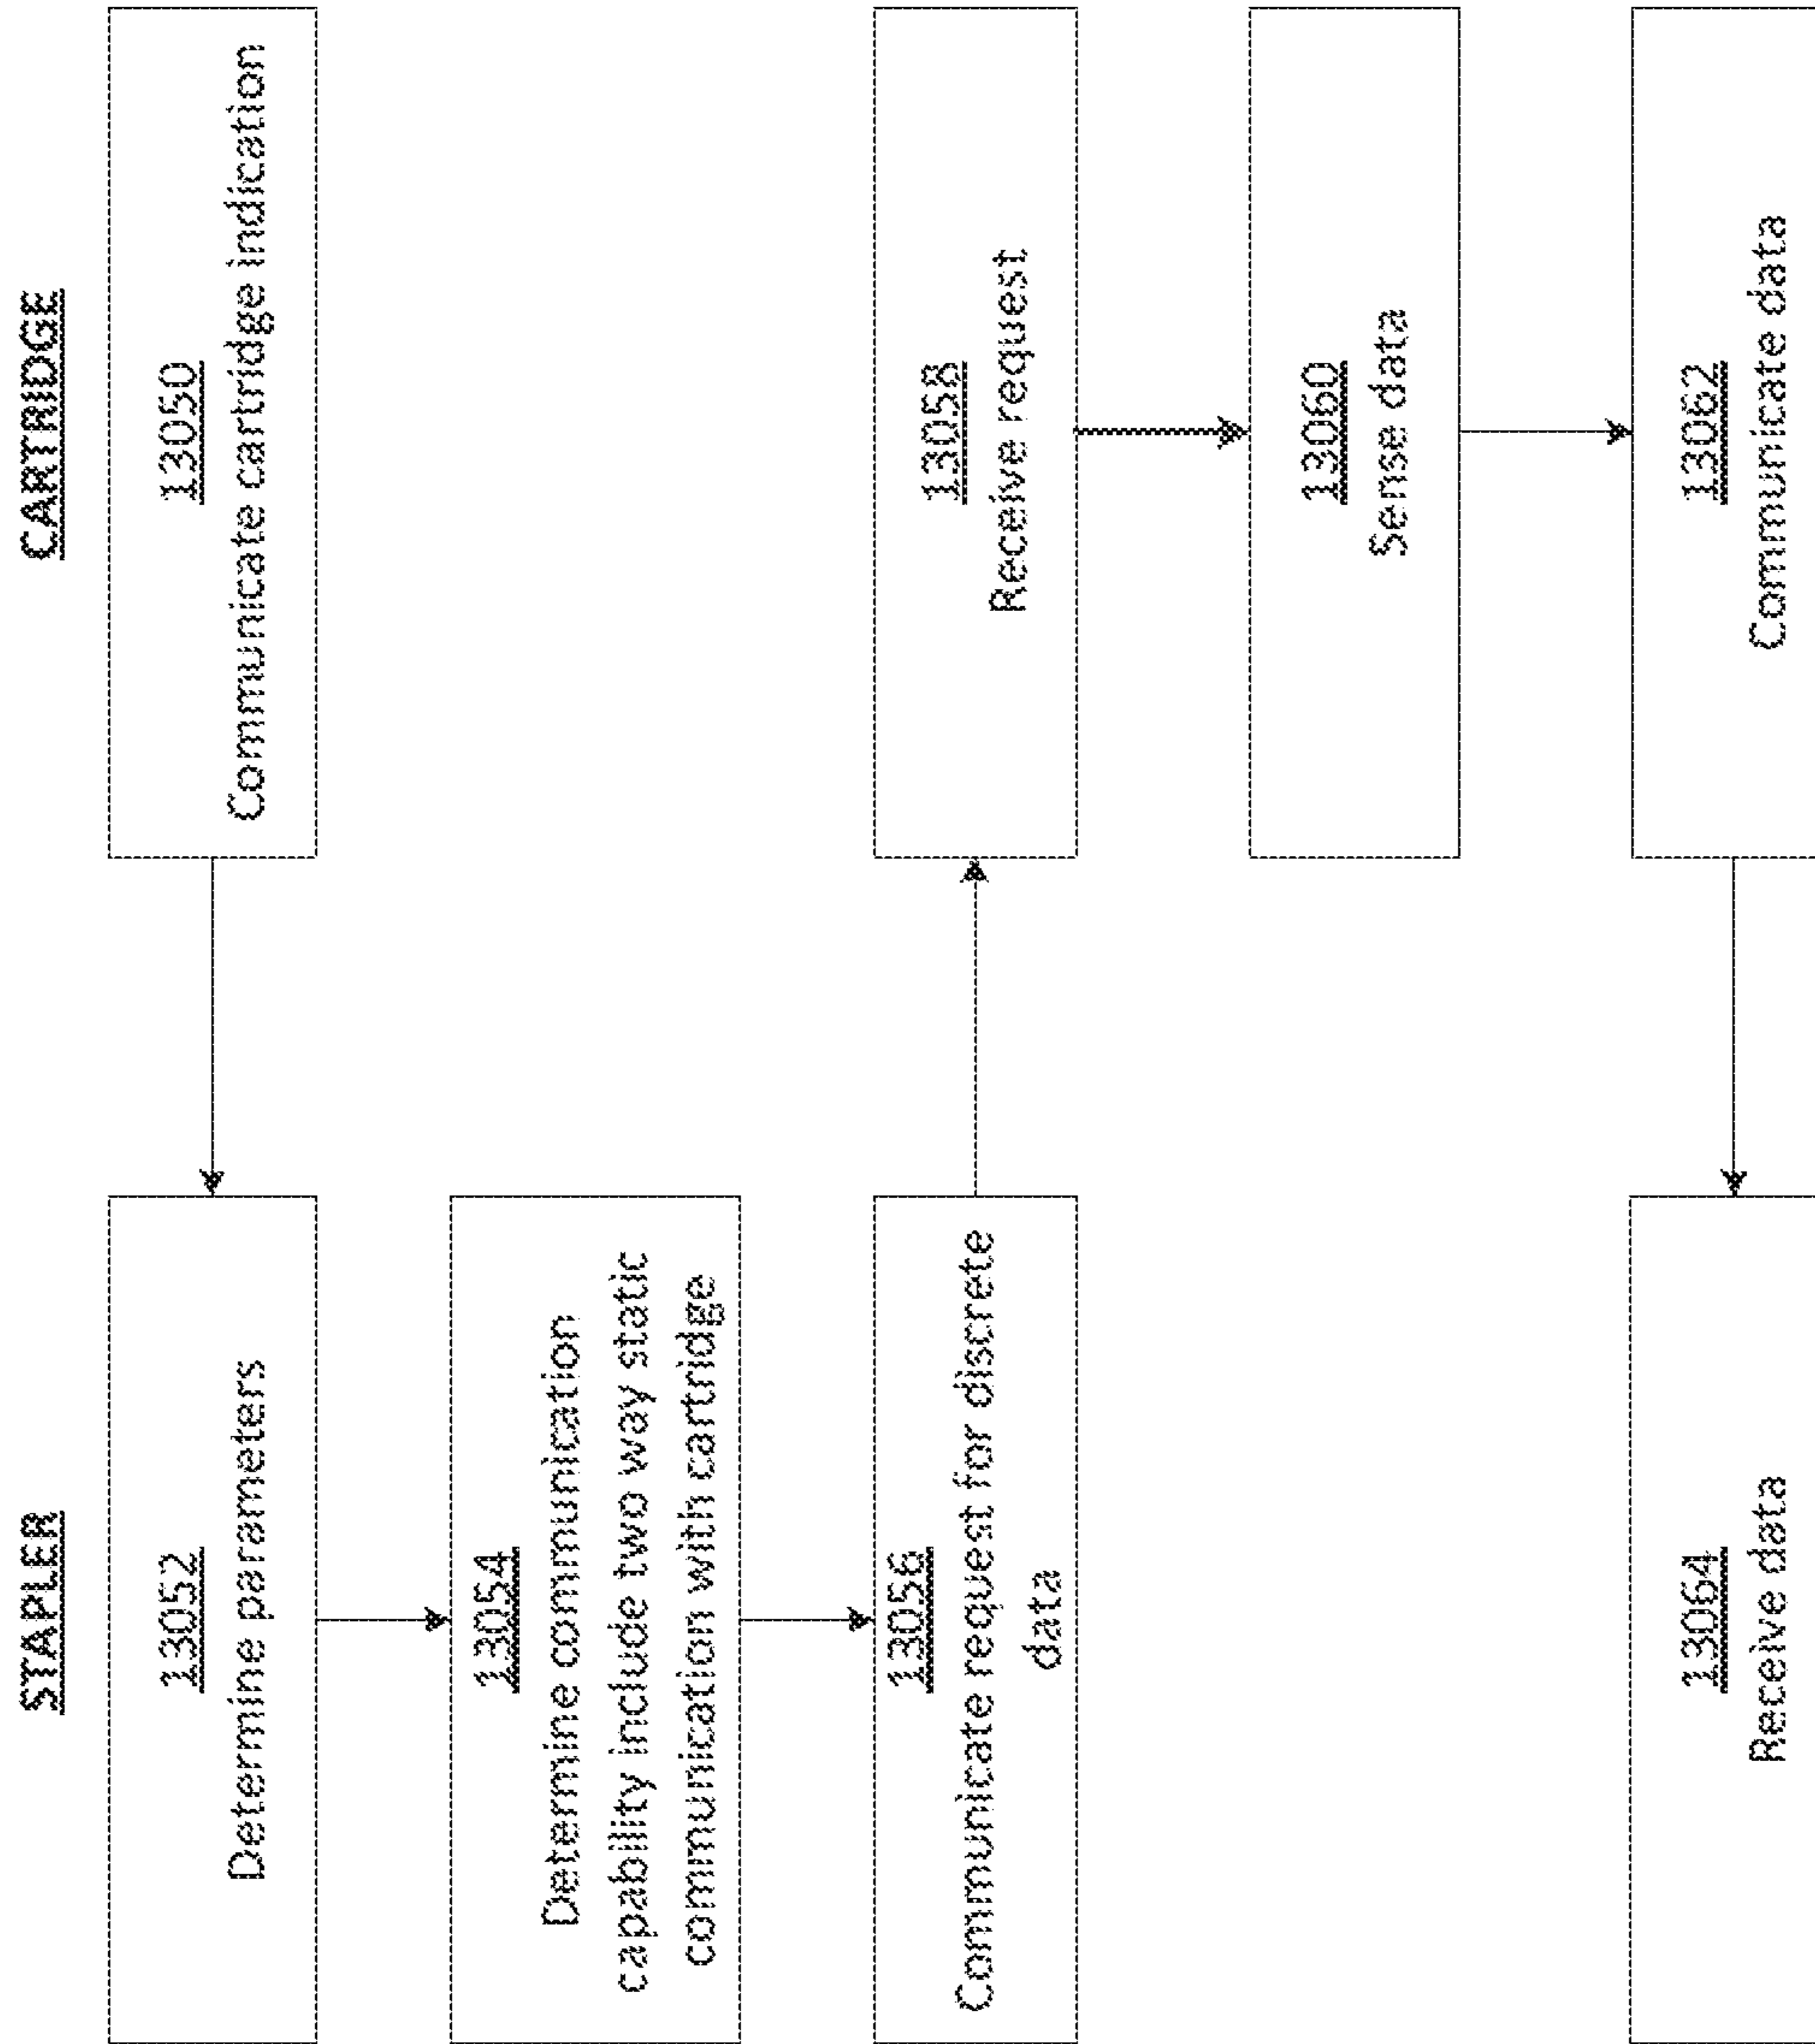 STAPLER
CARTRIDGE
13052
Determine parameters
13050
Communicate cartridge indication
13054
Determine communication
capability include two way static
communication with cartridge
13056
Communicate request for discrete
data
13058
Receive request
13060
Sense data
13064
Receive data
13062
Communicate data